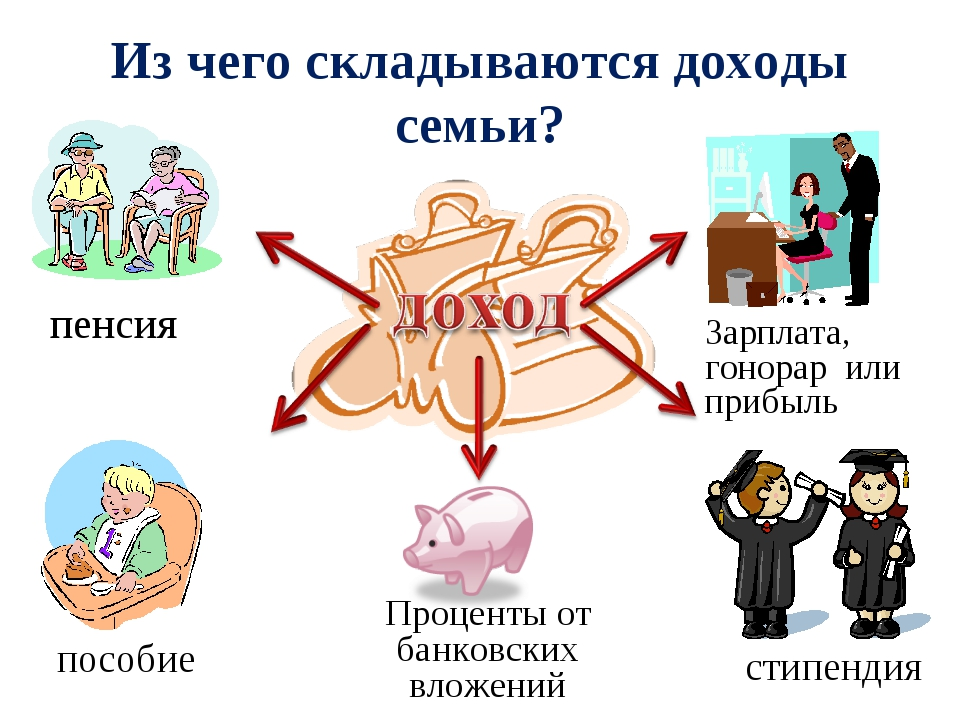 Из чего складываются доходы
семьи?
доход
пенсия
Зарплата,
гонорар или
прибыль
пособие
Проценты от
банковских
вложений
стипендия